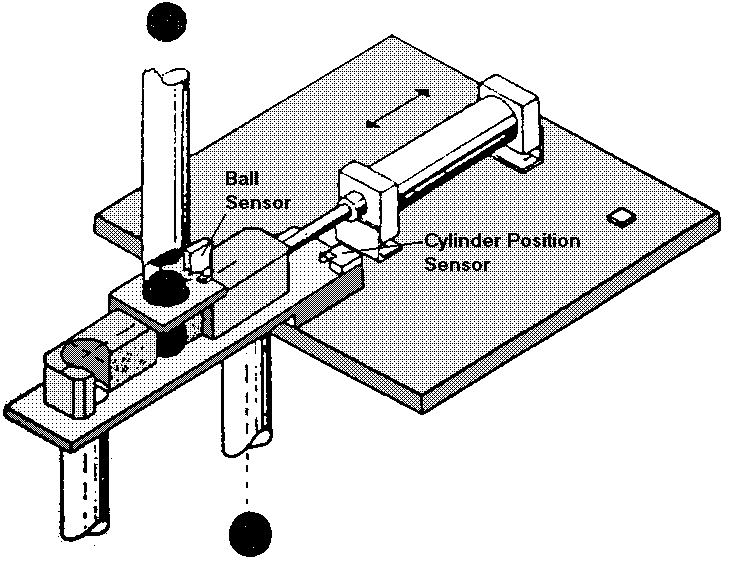 Ball
Sensor
Cylinder Position
Sensor